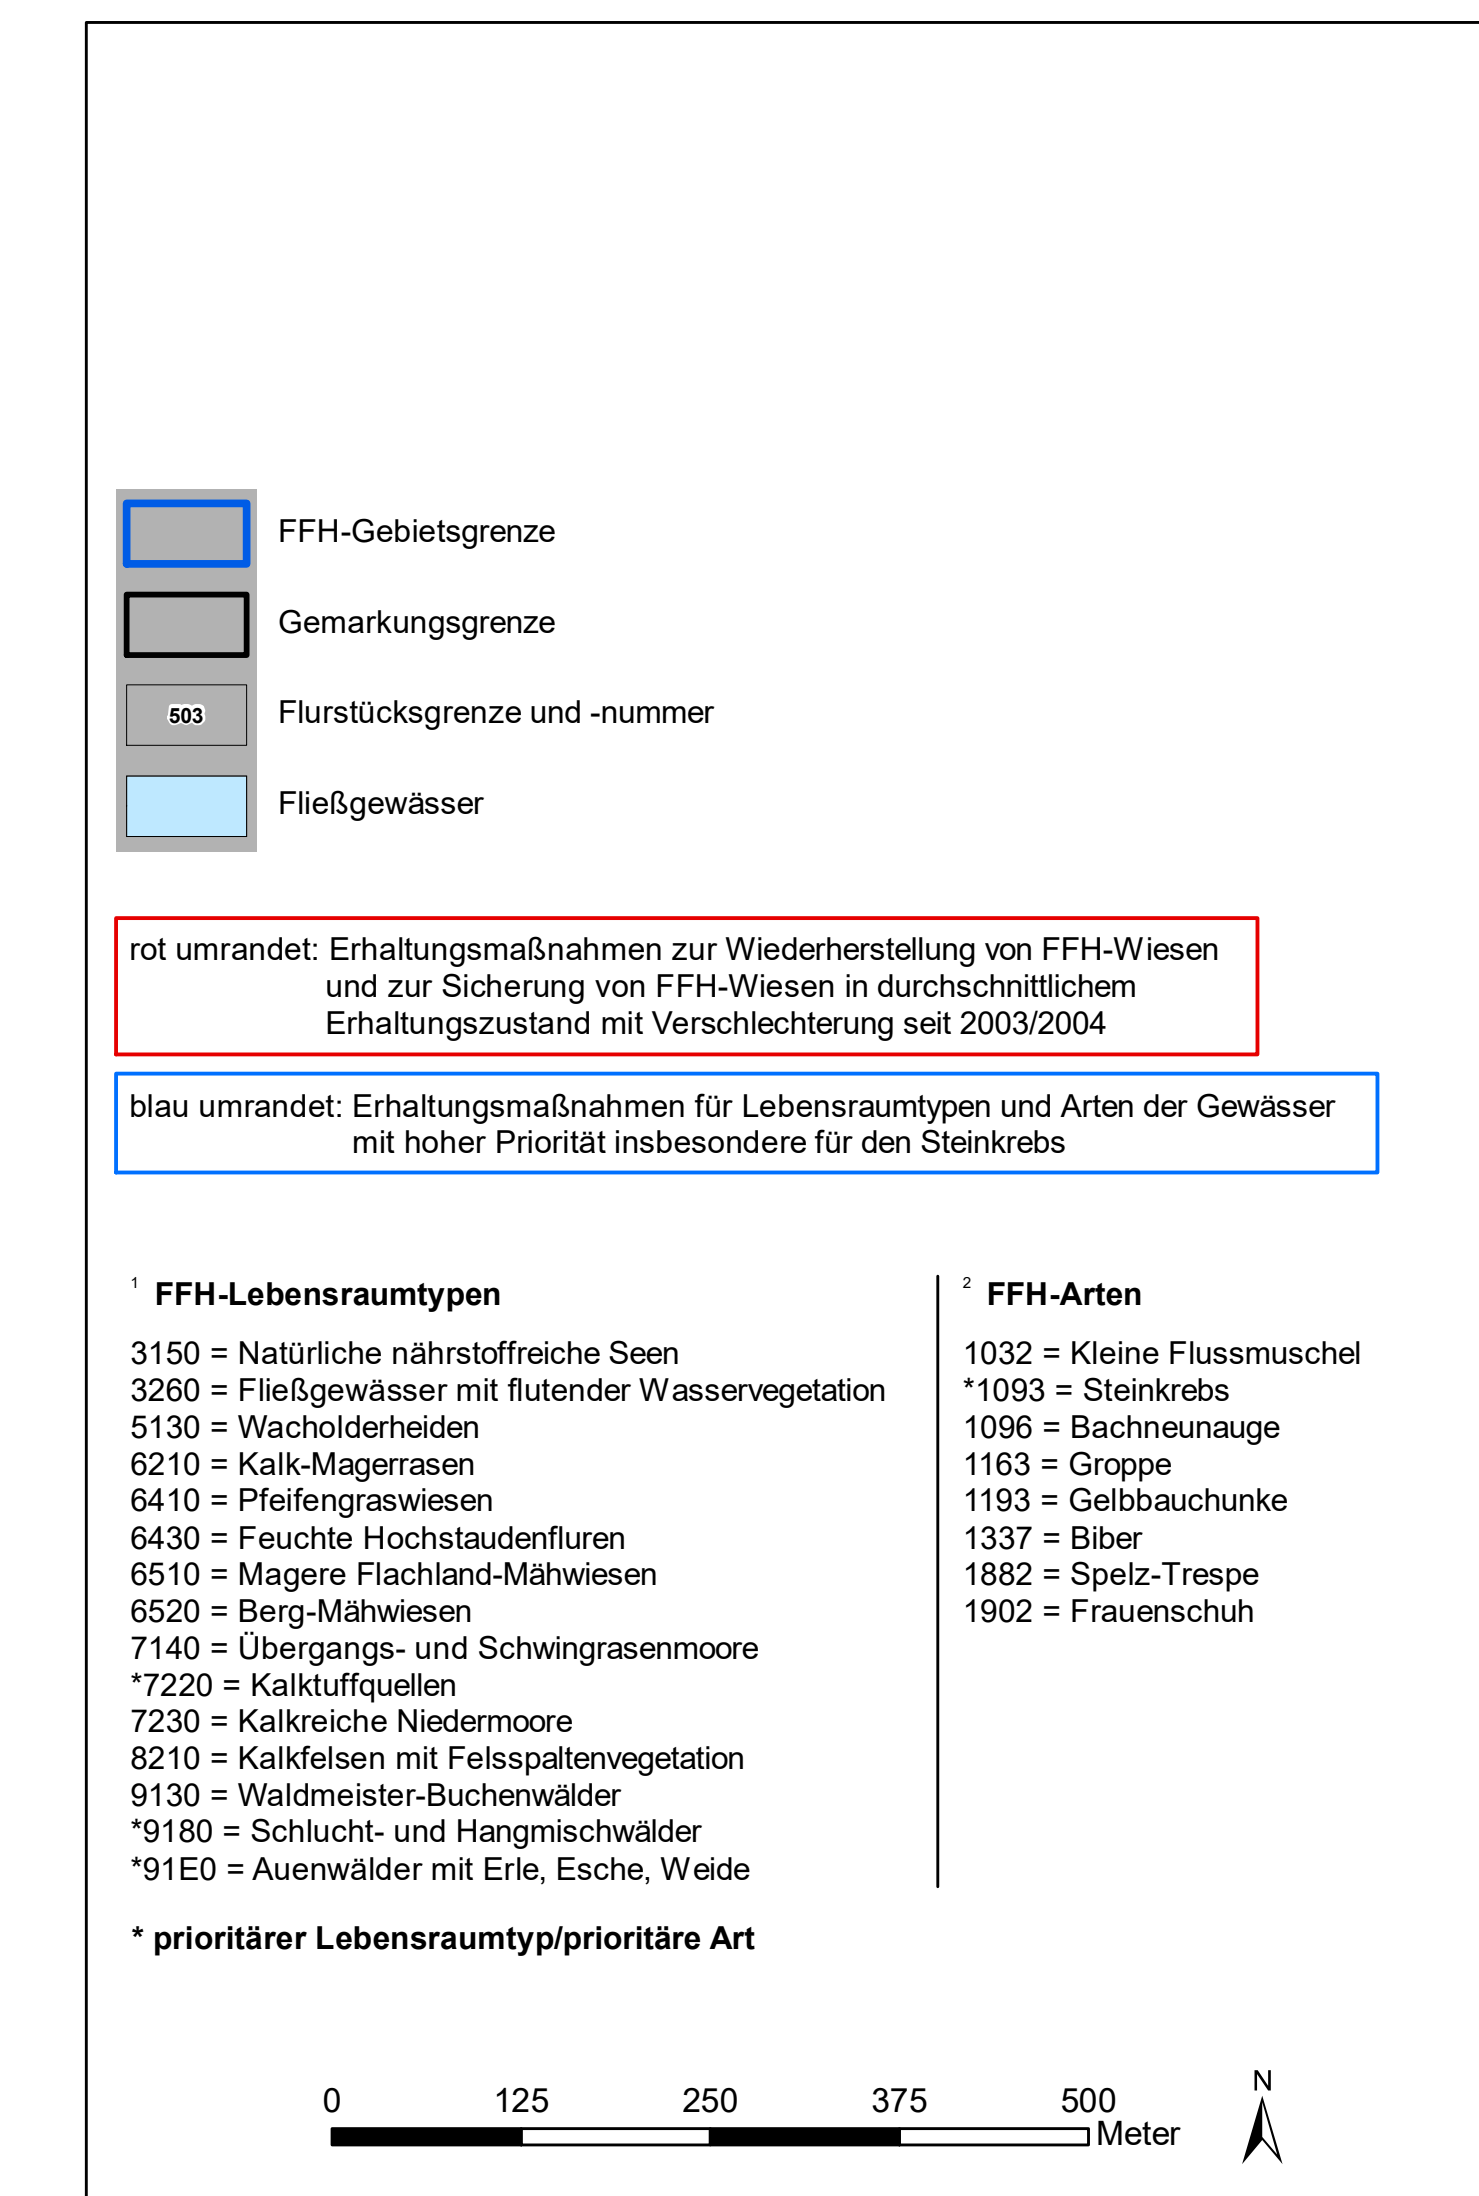 FFH-Gebietsgrenze
Gemarkungsgrenze
503
Flurstücksgrenze und -nummer
Fließgewässer
rot umrandet: Erhaltungsmaßnahmen zur Wiederherstellung von FFH-Wiesen
und zur Sicherung von FFH-Wiesen in durchschnittlichem
Erhaltungszustand mit Verschlechterung seit 2003/2004
blau umrandet: Erhaltungsmaßnahmen für Lebensraumtypen und Arten der Gewässer
mit hoher Priorität insbesondere für den Steinkrebs
1 FFH-Lebensraumtypen
3150 = Natürliche nährstoffreiche Seen
3260 = Fließgewässer mit flutender Wasservegetation
5130 = Wacholderheiden
6210 = Kalk-Magerrasen
6410 = Pfeifengraswiesen
6430 = Feuchte Hochstaudenfluren
6510 = Magere Flachland-Mähwiesen
6520 = Berg-Mähwiesen
7140 = Übergangs- und Schwingrasenmoore
*7220 = Kalktuffquellen
7230 = Kalkreiche Niedermoore
8210 = Kalkfelsen mit Felsspaltenvegetation
9130 = Waldmeister-Buchenwälder
*9180 = Schlucht- und Hangmischwälder
*91E0 = Auenwälder mit Erle, Esche, Weide
2 FFH-Arten
1032 = Kleine Flussmuschel
*1093 = Steinkrebs
1096 = Bachneunauge
1163 = Groppe
1193 = Gelbbauchunke
1337 = Biber
1882 = Spelz-Trespe
1902 = Frauenschuh
* prioritärer Lebensraumtyp/prioritäre Art
0 125 250 375 500
Meter
N